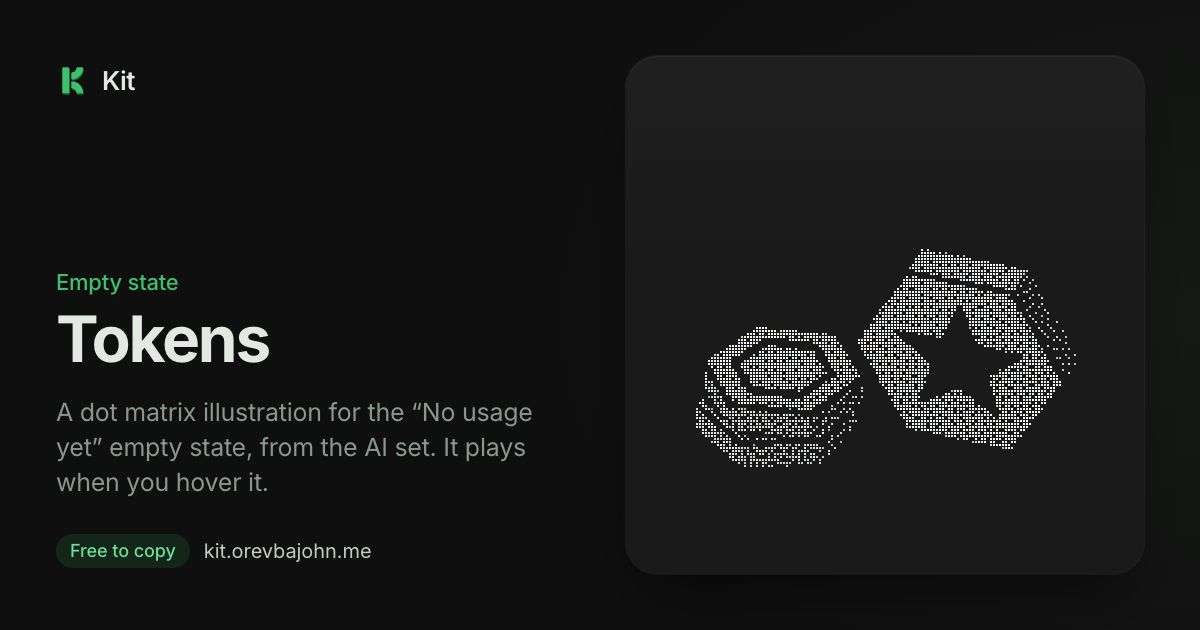 Kit
Empty state
Tokens
A dot matrix illustration for the “No usage
yet” empty state, from the AI set. It plays
when you hover it.
Free to copy
kit.orevbajohn.me